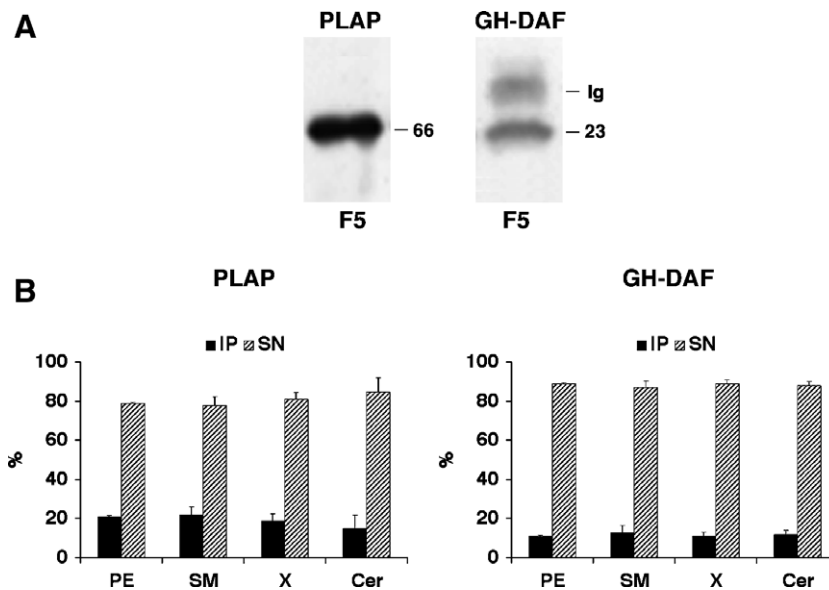 A
PLAP
GH-DAF
– Ig
– 66
– 23
F5
F5
B
PLAP
GH-DAF
■ IP ▨ SN
■ IP ▨ SN
100
80
60
40
20
0
%
PE SM X Cer
100
80
60
40
20
0
%
PE SM X Cer